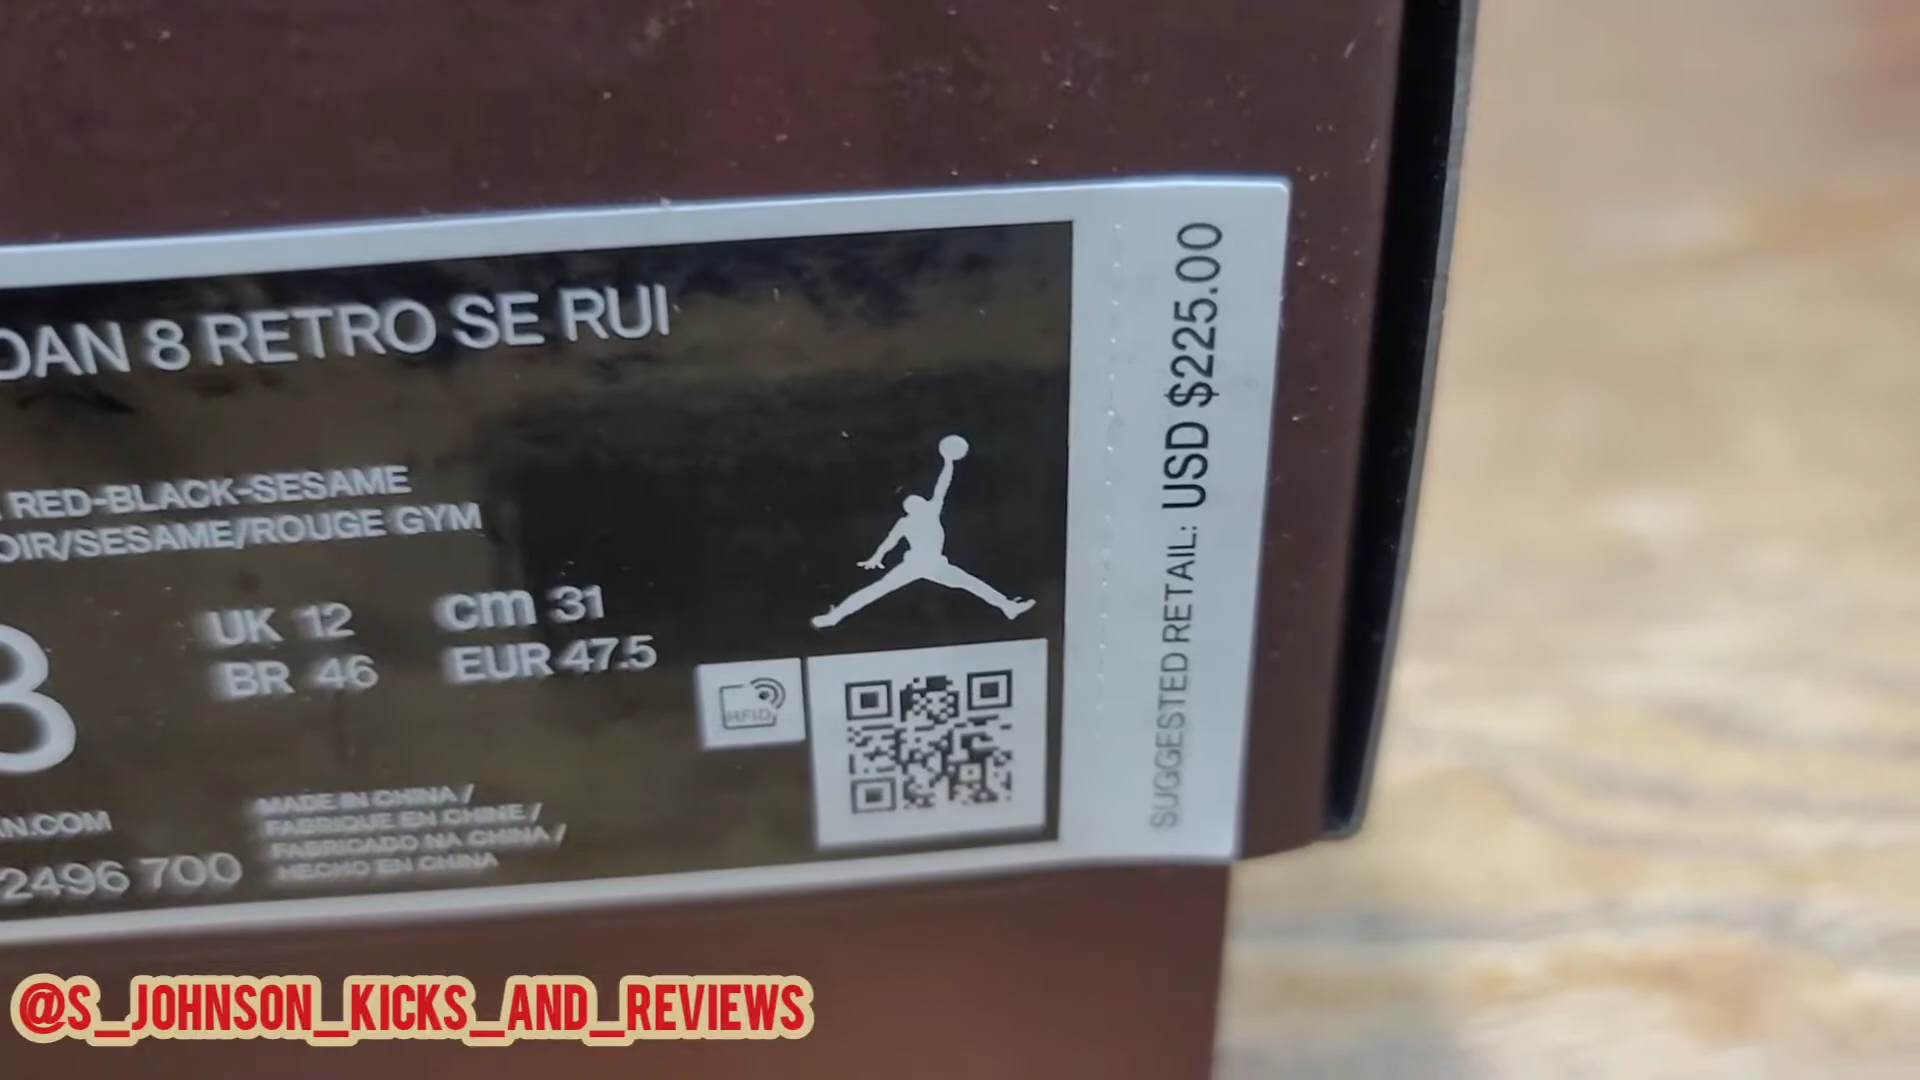 DAN 8 RETRO SE RUI
RED-BLACK-SESAME
OIR/SESAME/ROUGE GYM
UK 12
cm 31
BR 46
EUR 47.5
RFID
N.COM
2496 700
MADE IN CHINA /
FABRIQUE EN CHINE /
FABRICADO NA CHINA /
HECHO EN CHINA
SUGGESTED RETAIL: USD $225.00
@S_JOHNSON_KICKS_AND_REVIEWS